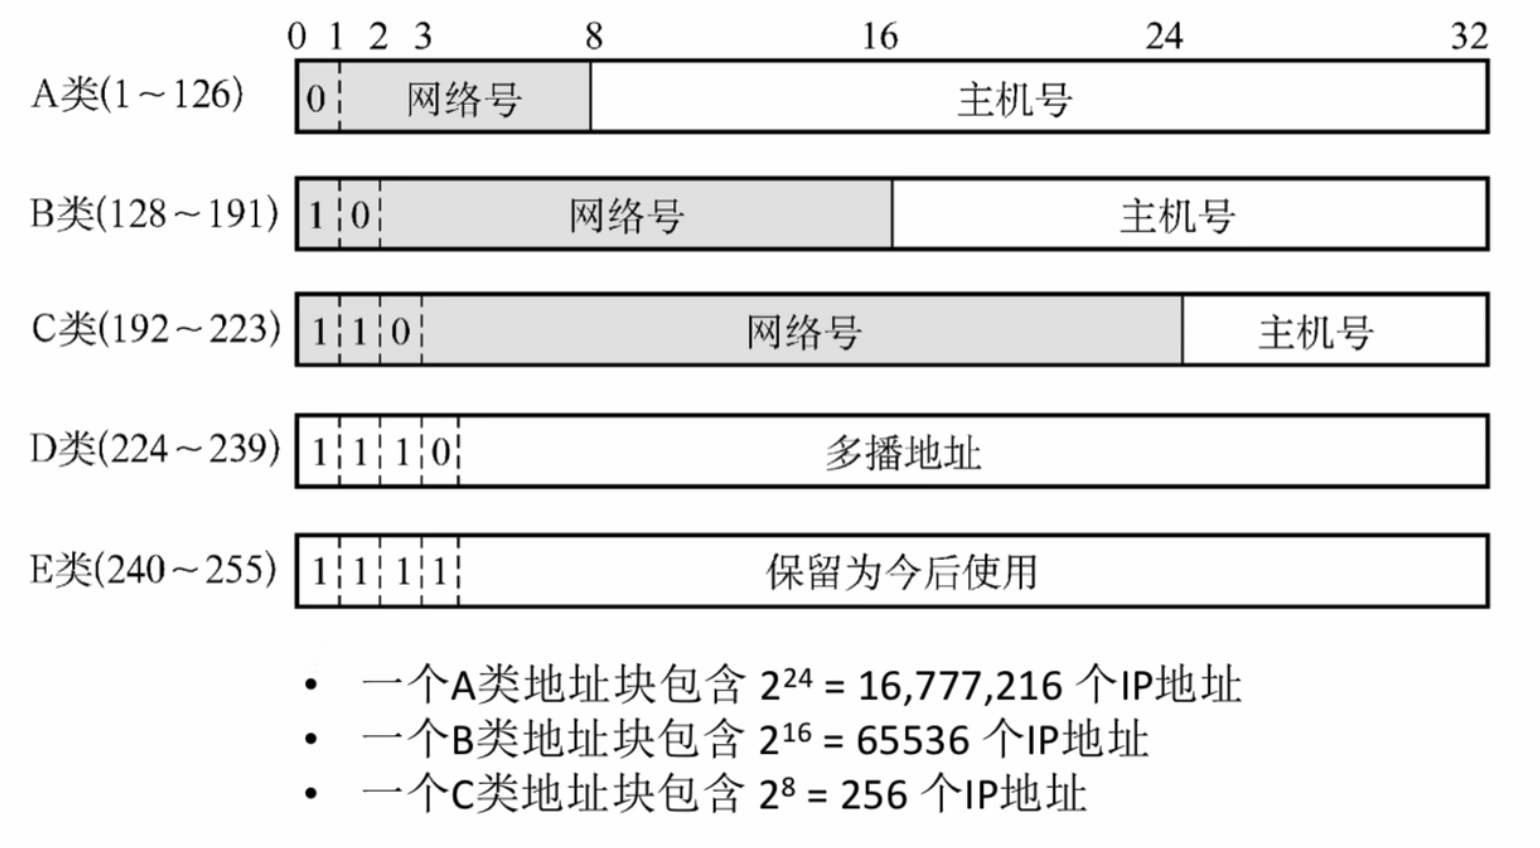 0 1 2 3 8 16 24 32
A类(1～126) 0 网络号 主机号
B类(128～191) 1 0 网络号 主机号
C类(192～223) 1 1 0 网络号 主机号
D类(224～239) 1 1 1 0 多播地址
E类(240～255) 1 1 1 1 保留为今后使用
• 一个A类地址块包含 2²⁴ = 16,777,216 个IP地址
• 一个B类地址块包含 2¹⁶ = 65536 个IP地址
• 一个C类地址块包含 2⁸ = 256 个IP地址